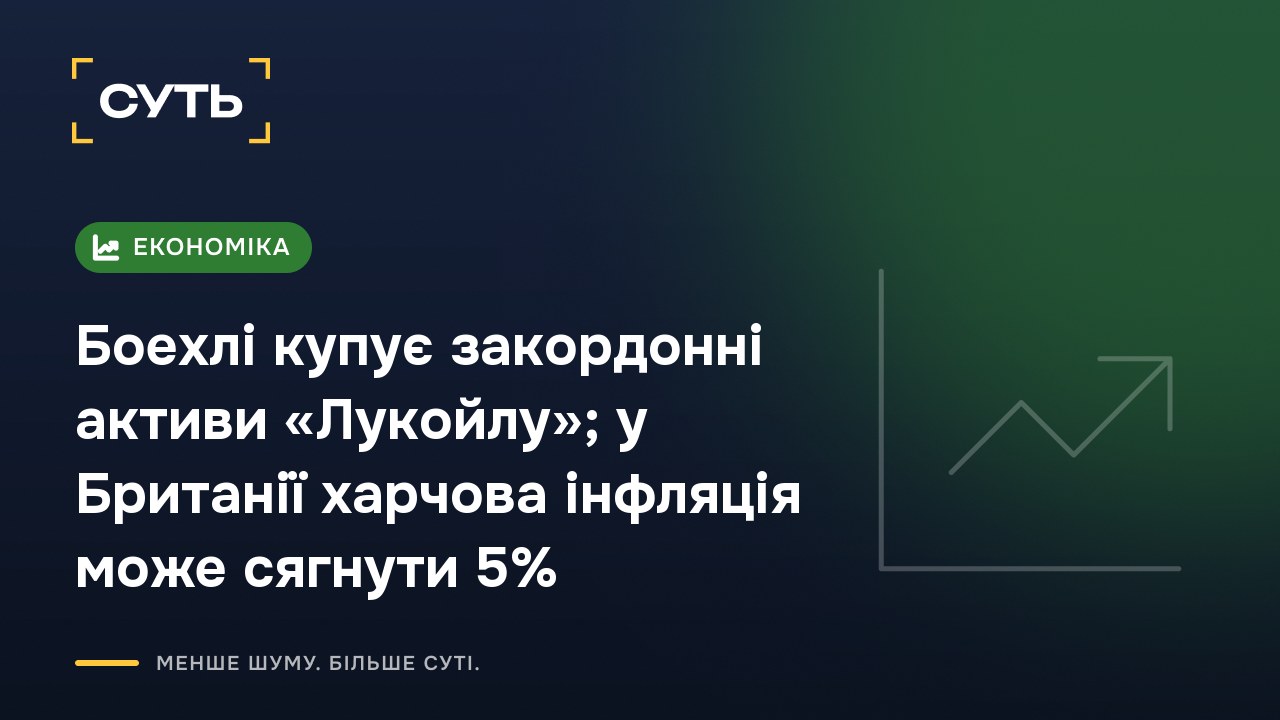 СУТЬ
ЕКОНОМІКА
Боехлі купує закордонні
активи «Лукойлу»; у
Британії харчова інфляція
може сягнути 5%
МЕНШЕ ШУМУ. БІЛЬШЕ СУТІ.